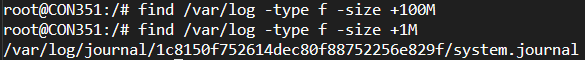 root@CON351:/# find /var/log -type f -size +100M
root@CON351:/# find /var/log -type f -size +1M
/var/log/journal/1c8150f752614dec80f88752256e829f/system.journal